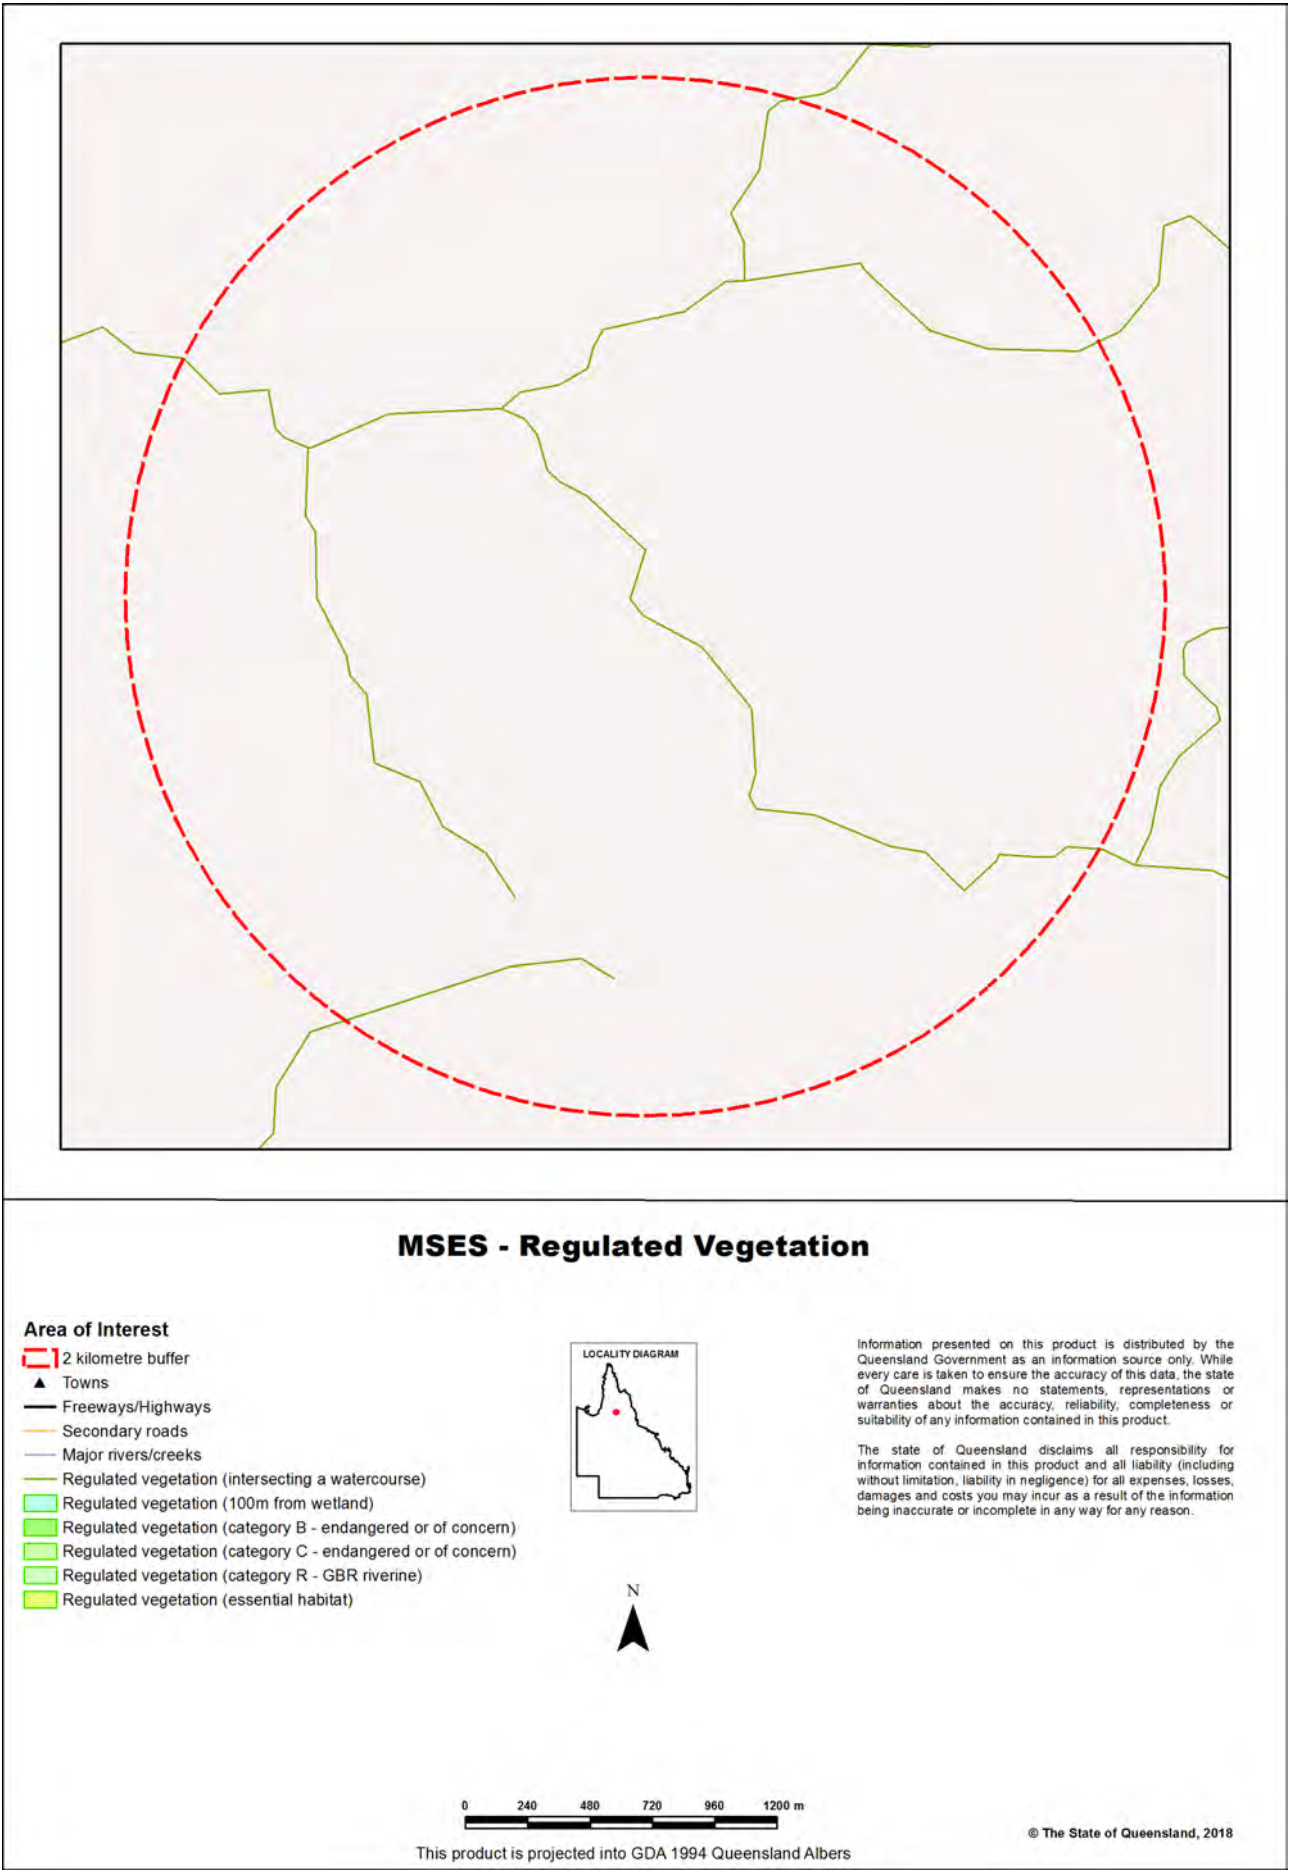 MSES - Regulated Vegetation
Area of Interest
2 kilometre buffer
Towns
Freeways/Highways
Secondary roads
Major rivers/creeks
Regulated vegetation (intersecting a watercourse)
Regulated vegetation (100m from wetland)
Regulated vegetation (category B - endangered or of concern)
Regulated vegetation (category C - endangered or of concern)
Regulated vegetation (category R - GBR riverine)
Regulated vegetation (essential habitat)
LOCALITY DIAGRAM
N
Information presented on this product is distributed by the
Queensland Government as an information source only. While
every care is taken to ensure the accuracy of this data, the state
of Queensland makes no statements, representations or
warranties about the accuracy, reliability, completeness or
suitability of any information contained in this product.
The state of Queensland disclaims all responsibility for
information contained in this product and all liability (including
without limitation, liability in negligence) for all expenses, losses,
damages and costs you may incur as a result of the information
being inaccurate or incomplete in any way for any reason.
0 240 480 720 960 1200 m
This product is projected into GDA 1994 Queensland Albers
© The State of Queensland, 2018